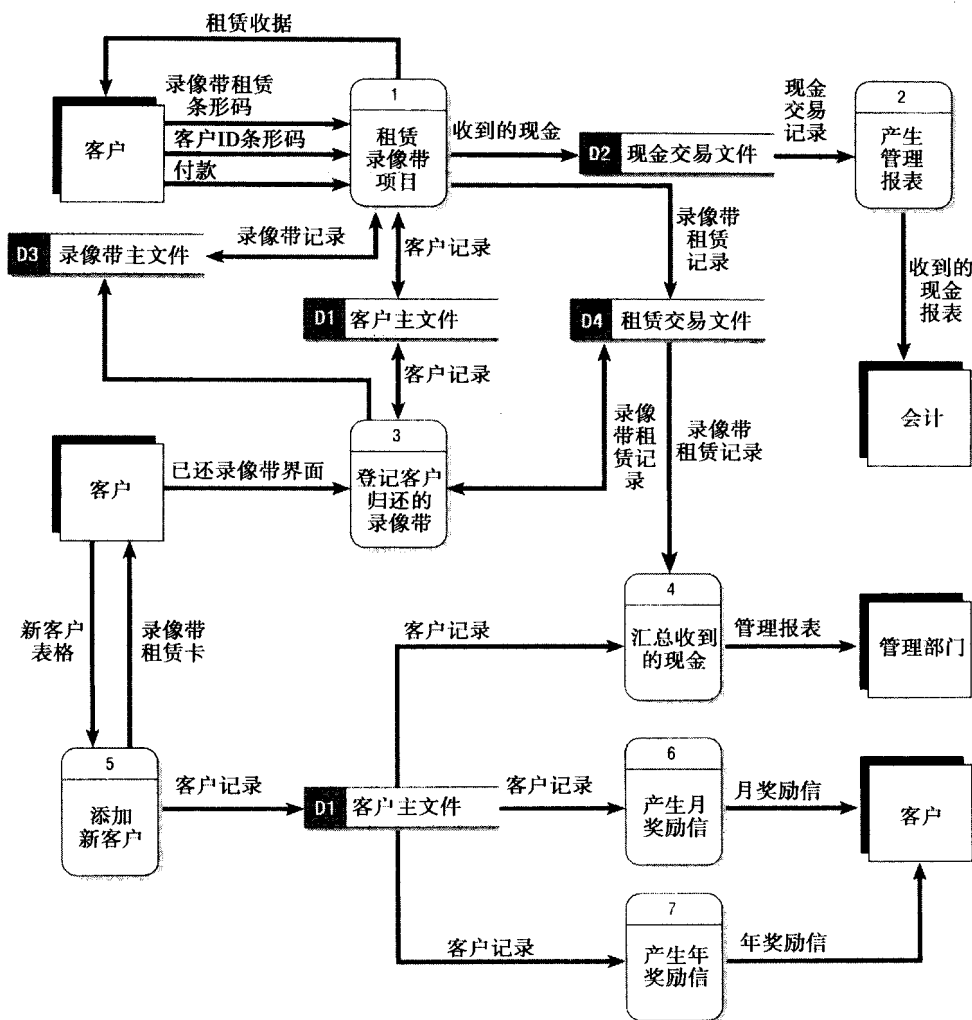 租赁收据
录像带租赁
条形码
客户ID条形码
付款
客户
1
租赁
录像带
项目
收到的现金
D2 现金交易文件
现金
交易
记录
2
产生
管理
报表
录像带记录
客户记录
录像带
租赁
记录
收到的
现金
报表
D3 录像带主文件
D1 客户主文件
D4 租赁交易文件
客户记录
会计
3
登记客户
归还的
录像带
录像
带租
赁记
录
录像带
租赁记录
客户
已还录像带界面
新客户
表格
录像带
租赁卡
4
汇总收到
的现金
客户记录
管理报表
管理部门
5
添加
新客户
客户记录
D1 客户主文件
客户记录
6
产生月
奖励信
月奖励信
客户
客户记录
7
产生年
奖励信
年奖励信